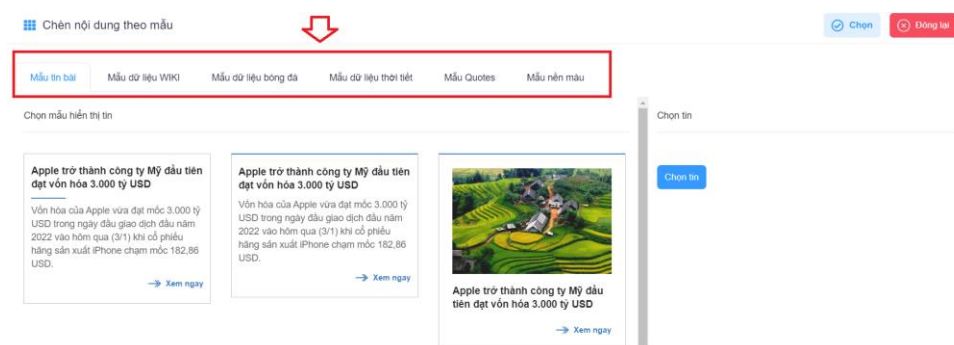 Chèn nội dung theo mẫu
Chọn
Đóng lại
Mẫu tin bài
Mẫu dữ liệu WIKI
Mẫu dữ liệu bóng đá
Mẫu dữ liệu thời tiết
Mẫu Quotes
Mẫu nền màu
Chọn mẫu hiển thị tin
Chọn tin
Apple trở thành công ty Mỹ đầu tiên
đạt vốn hóa 3.000 tỷ USD
Vốn hóa của Apple vừa đạt mốc 3.000 tỷ
USD trong ngày đầu giao dịch đầu năm
2022 vào hôm qua (3/1) khi cổ phiếu
hãng sản xuất iPhone chạm mốc 182,86
USD.
Xem ngay
Apple trở thành công ty Mỹ đầu tiên
đạt vốn hóa 3.000 tỷ USD
Vốn hóa của Apple vừa đạt mốc 3.000 tỷ
USD trong ngày đầu giao dịch đầu năm
2022 vào hôm qua (3/1) khi cổ phiếu
hãng sản xuất iPhone chạm mốc 182,86
USD.
Xem ngay
Apple trở thành công ty Mỹ đầu
tiên đạt vốn hóa 3.000 tỷ USD
Xem ngay
Chọn tin